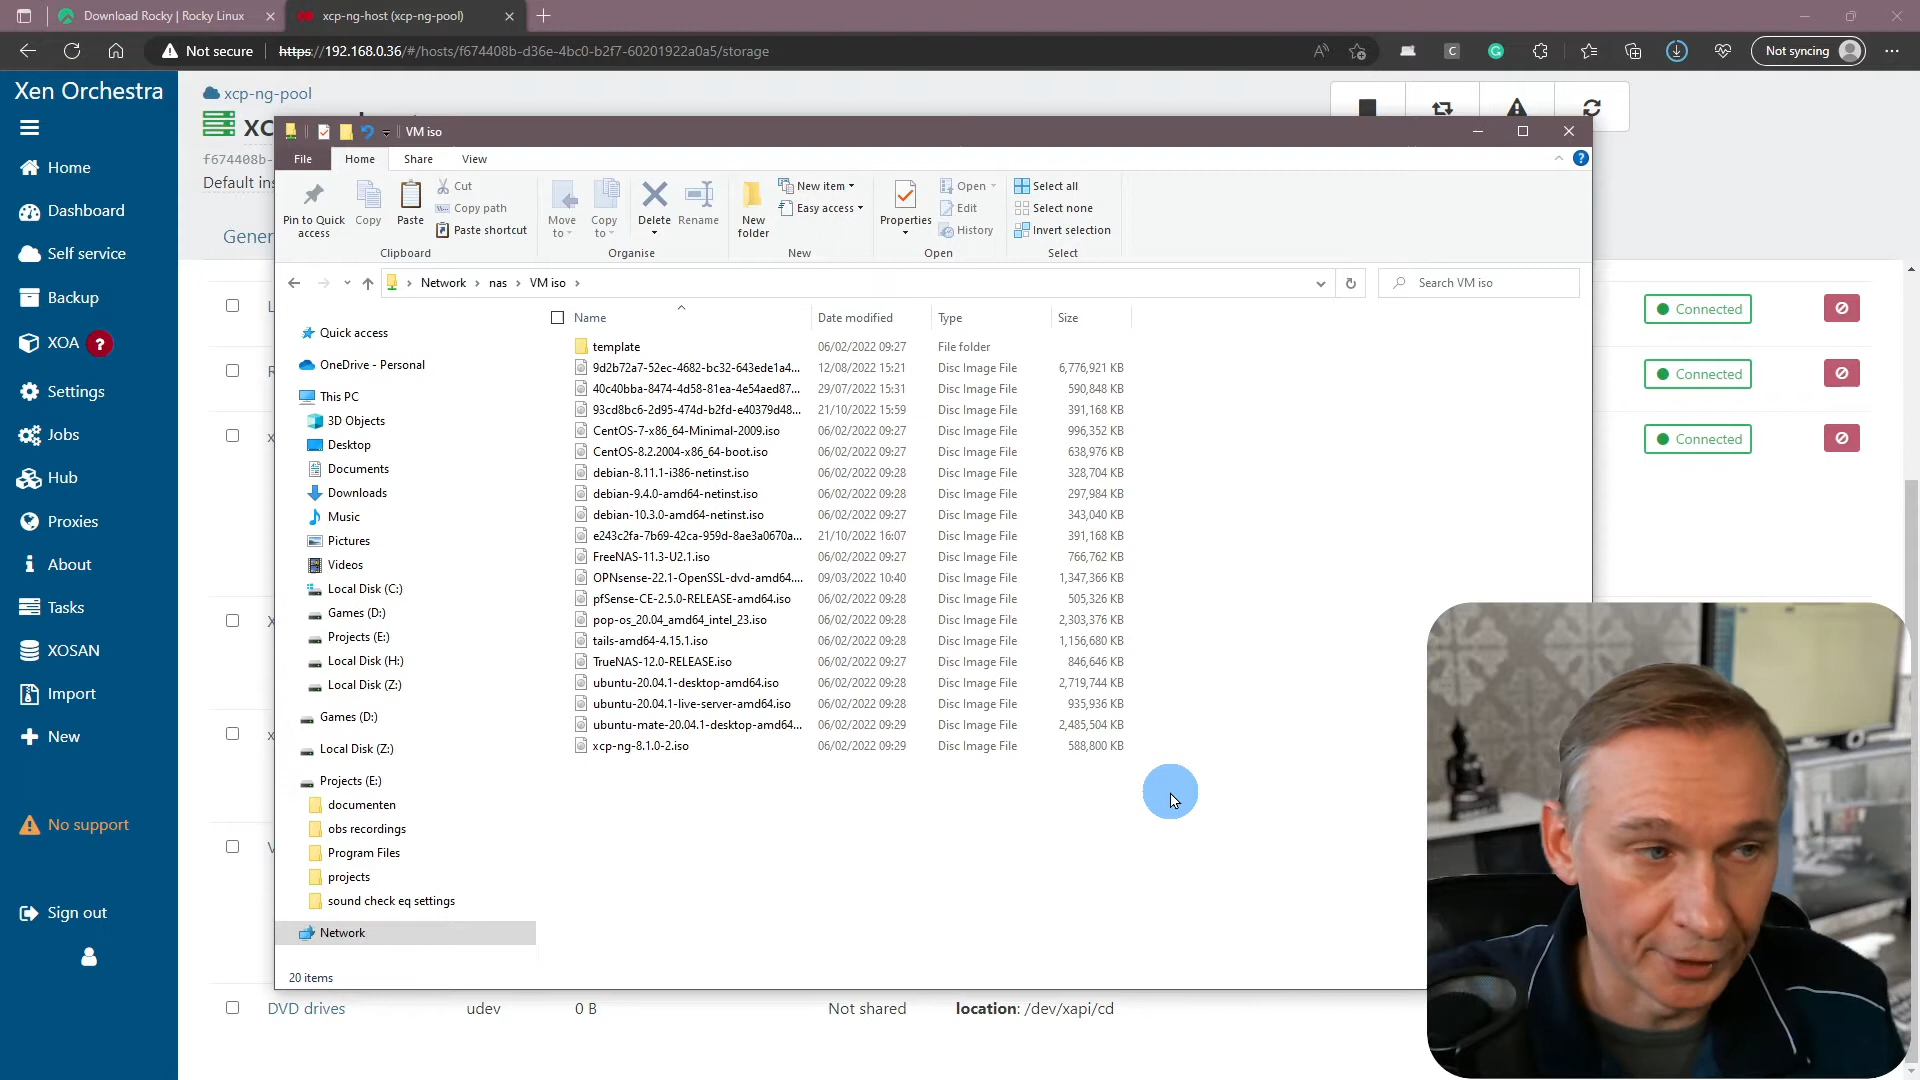 Download Rocky | Rocky Linux
xcp-ng-host (xcp-ng-pool)
Not secure
https://192.168.0.36/#/hosts/f674408b-d36e-4bc0-b2f7-60201922a0a5/storage
Not syncing
Xen Orchestra
Home
Dashboard
Self service
Backup
XOA ?
Settings
Jobs
Hub
Proxies
About
Tasks
XOSAN
Import
New
No support
Sign out
xcp-ng-pool
f674408b-
VM iso
File
Home
Share
View
Pin to Quick access
Copy
Paste
Cut
Copy path
Paste shortcut
Clipboard
Move to
Copy to
Delete
Rename
Organise
New folder
New item
Easy access
New
Properties
Open
Edit
History
Open
Select all
Select none
Invert selection
Select
Network > nas > VM iso >
Search VM iso
Quick access
OneDrive - Personal
This PC
3D Objects
Desktop
Documents
Downloads
Music
Pictures
Videos
Local Disk (C:)
Games (D:)
Projects (E:)
Local Disk (H:)
Local Disk (Z:)
Games (D:)
Local Disk (Z:)
Projects (E:)
documenten
obs recordings
Program Files
projects
sound check eq settings
Network
20 items
Name Date modified Type Size
template 06/02/2022 09:27 File folder
9d2b72a7-52ec-4682-bc32-643ede1a4... 12/08/2022 15:21 Disc Image File 6,776,921 KB
40c40bba-8474-4d58-81ea-4e54aed87... 29/07/2022 15:31 Disc Image File 590,848 KB
93cd8bc6-2d95-474d-b2fd-e40379d48... 21/10/2022 15:59 Disc Image File 391,168 KB
CentOS-7-x86_64-Minimal-2009.iso 06/02/2022 09:27 Disc Image File 996,352 KB
CentOS-8.2.2004-x86_64-boot.iso 06/02/2022 09:27 Disc Image File 638,976 KB
debian-8.11.1-i386-netinst.iso 06/02/2022 09:28 Disc Image File 328,704 KB
debian-9.4.0-amd64-netinst.iso 06/02/2022 09:28 Disc Image File 297,984 KB
debian-10.3.0-amd64-netinst.iso 06/02/2022 09:27 Disc Image File 343,040 KB
e243c2fa-7b69-42ca-959d-8ae3a0670a... 21/10/2022 16:07 Disc Image File 391,168 KB
FreeNAS-11.3-U2.1.iso 06/02/2022 09:27 Disc Image File 766,762 KB
OPNsense-22.1-OpenSSL-dvd-amd64.... 09/03/2022 10:40 Disc Image File 1,347,366 KB
pfSense-CE-2.5.0-RELEASE-amd64.iso 06/02/2022 09:28 Disc Image File 505,326 KB
pop-os_20.04_amd64_intel_23.iso 06/02/2022 09:28 Disc Image File 2,303,376 KB
tails-amd64-4.15.1.iso 06/02/2022 09:28 Disc Image File 1,156,680 KB
TrueNAS-12.0-RELEASE.iso 06/02/2022 09:27 Disc Image File 846,646 KB
ubuntu-20.04.1-desktop-amd64.iso 06/02/2022 09:28 Disc Image File 2,719,744 KB
ubuntu-20.04.1-live-server-amd64.iso 06/02/2022 09:28 Disc Image File 935,936 KB
ubuntu-mate-20.04.1-desktop-amd64... 06/02/2022 09:29 Disc Image File 2,485,504 KB
xcp-ng-8.1.0-2.iso 06/02/2022 09:29 Disc Image File 588,800 KB
Connected
Connected
Connected
DVD drives udev 0 B Not shared location: /dev/xapi/cd